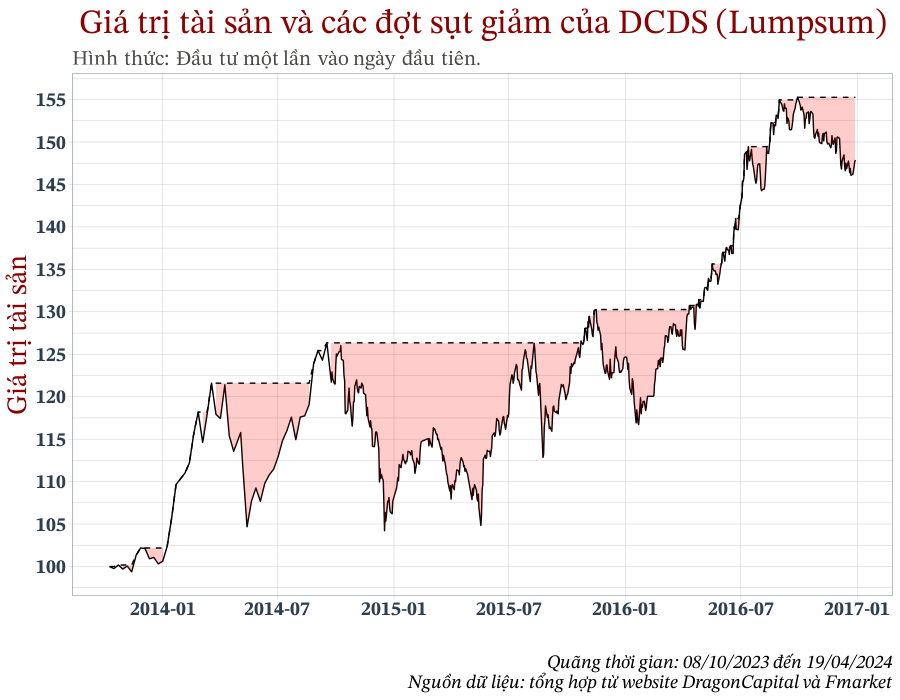 Giá trị tài sản và các đợt sụt giảm của DCDS (Lumpsum)
Hình thức: Đầu tư một lần vào ngày đầu tiên.
Giá trị tài sản
155
150
145
140
135
130
125
120
115
110
105
100
2014-01 2014-07 2015-01 2015-07 2016-01 2016-07 2017-01
Quãng thời gian: 08/10/2023 đến 19/04/2024
Nguồn dữ liệu: tổng hợp từ website DragonCapital và Fmarket